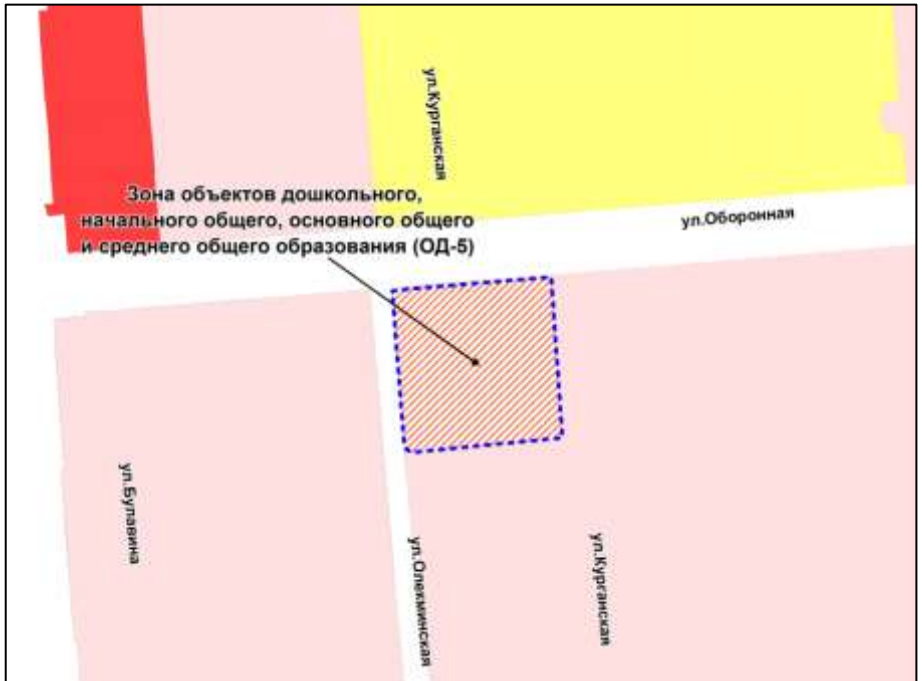 ул.Курганская
Зона объектов дошкольного,
начального общего, основного общего
и среднего общего образования (ОД-5)
ул.Оборонная
ул.Булавина
ул.Олекминская
ул.Курганская